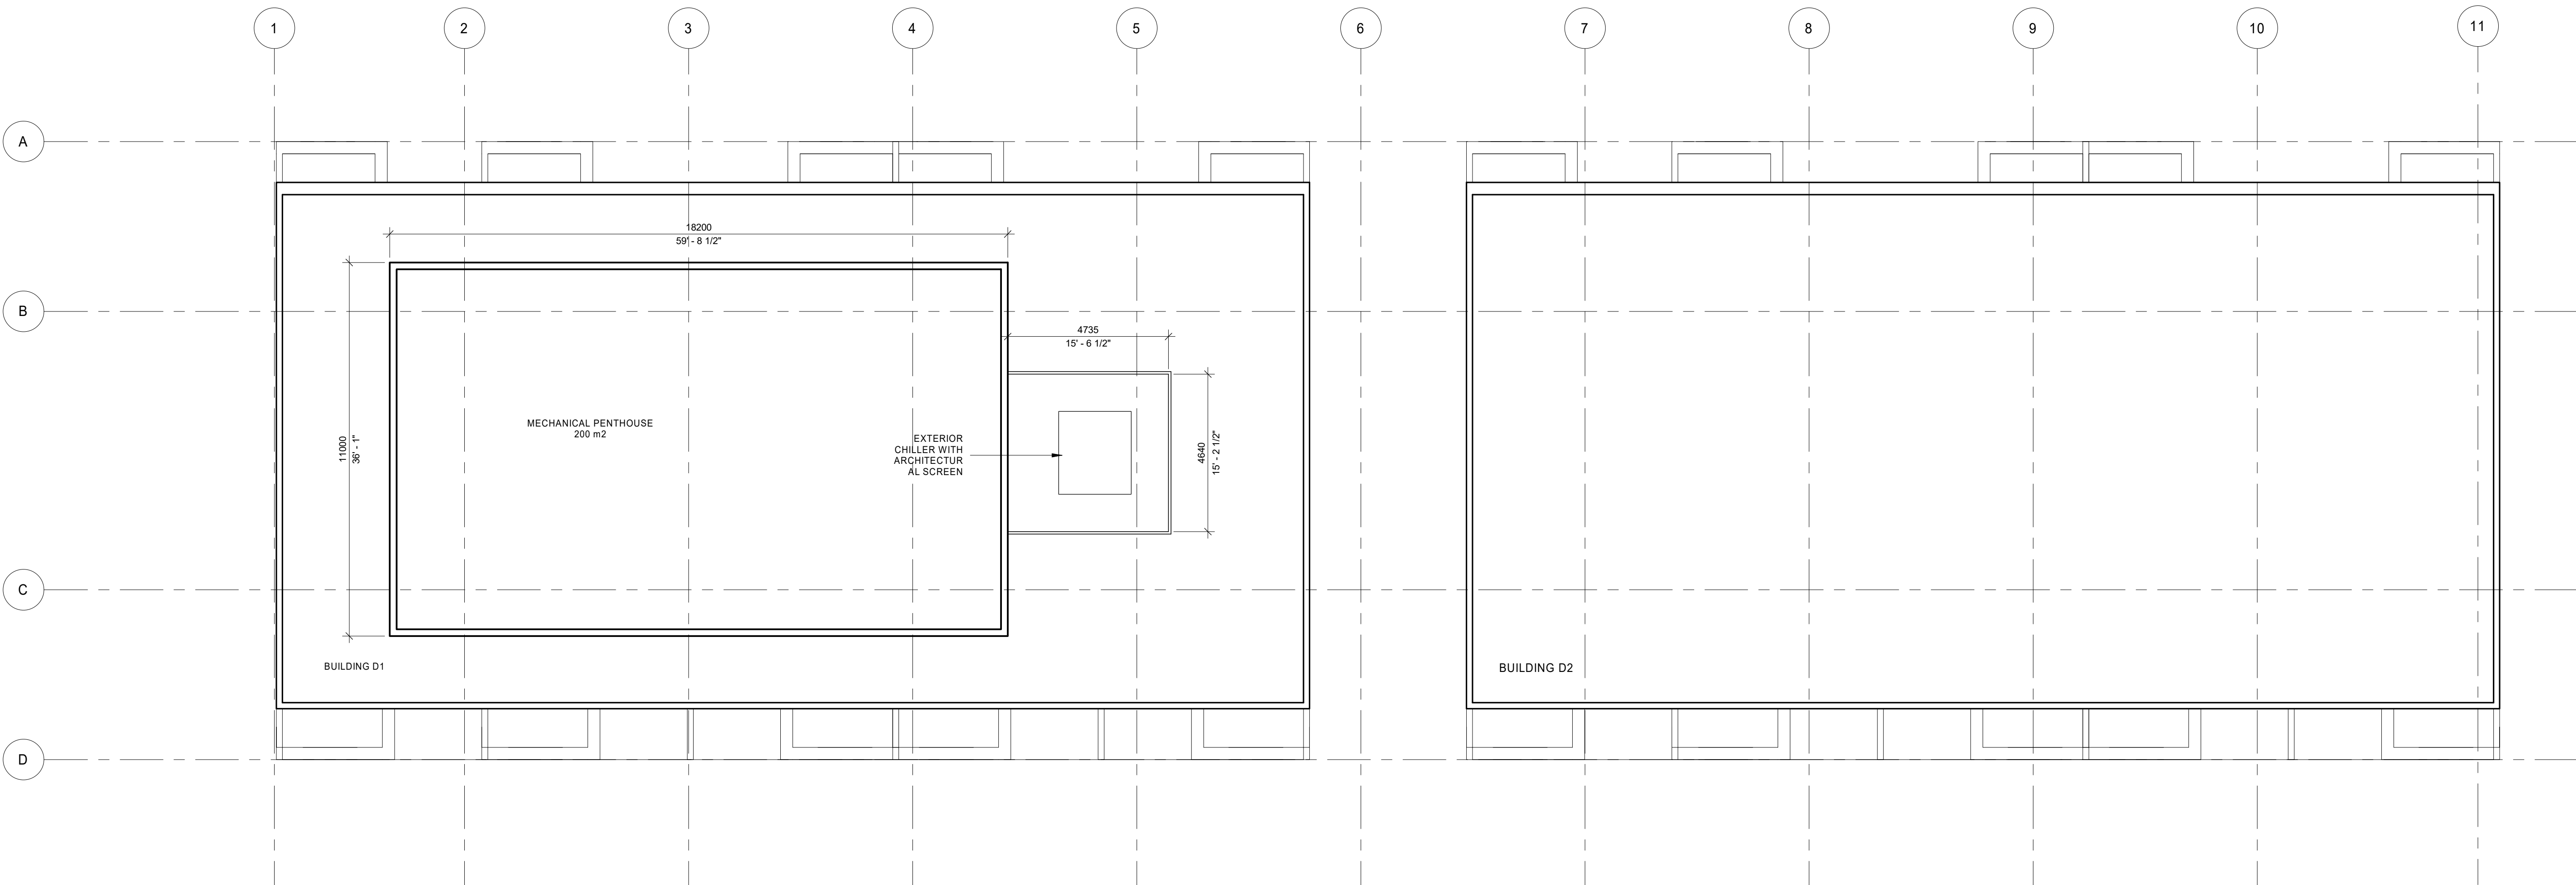 1
2
3
4
5
6
7
8
9
10
11
A
B
C
D
18200
59' - 8 1/2"
4735
15' - 6 1/2"
11000
36' - 1"
MECHANICAL PENTHOUSE
200 m2
EXTERIOR
CHILLER WITH
ARCHITECTUR
AL SCREEN
4640
15' - 2 1/2"
BUILDING D1
BUILDING D2